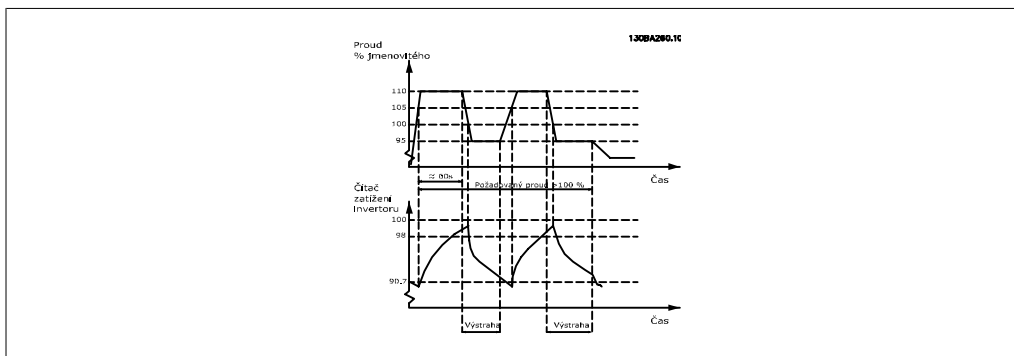 130BA260.10
Proud
% jmenovitého
110
105
100
95
Čas
≈ 60s
Požadovaný proud >100 %
Čítač
zatížení
Invertoru
100
98
90.7
Čas
Výstraha
Výstraha